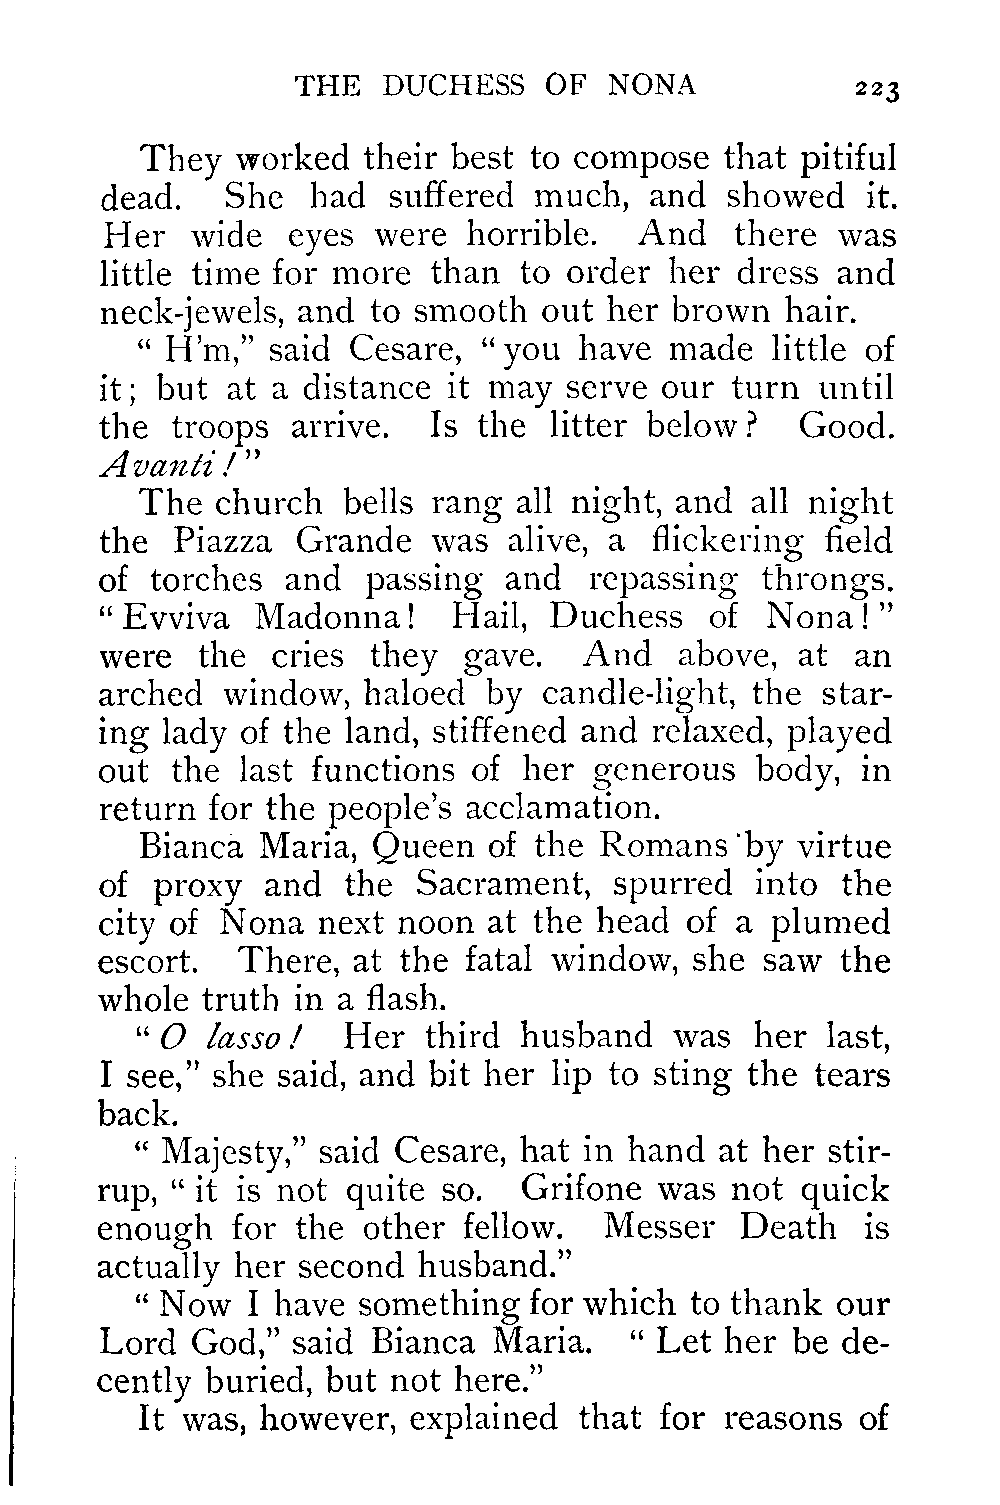 THE DUCHESS OF NONA 223
They worked their best to compose that pitiful
dead. She had suffered much, and showed it.
Her wide eyes were horrible. And there was
little time for more than to order her dress and
neck-jewels, and to smooth out her brown hair.
“ H’m,” said Cesare, “ you have made little of
it; but at a distance it may serve our turn until
the troops arrive. Is the litter below? Good.
Avanti!”
The church bells rang all night, and all night
the Piazza Grande was alive, a flickering field
of torches and passing and repassing throngs.
“ Evviva Madonna! Hail, Duchess of Nona!”
were the cries they gave. And above, at an
arched window, haloed by candle-light, the star-
ing lady of the land, stiffened and relaxed, played
out the last functions of her generous body, in
return for the people’s acclamation.
Bianca Maria, Queen of the Romans by virtue
of proxy and the Sacrament, spurred into the
city of Nona next noon at the head of a plumed
escort. There, at the fatal window, she saw the
whole truth in a flash.
“ O lasso! Her third husband was her last,
I see,” she said, and bit her lip to sting the tears
back.
“ Majesty,” said Cesare, hat in hand at her stir-
rup, “ it is not quite so. Grifone was not quick
enough for the other fellow. Messer Death is
actually her second husband.”
“ Now I have something for which to thank our
Lord God,” said Bianca Maria. “ Let her be de-
cently buried, but not here.”
It was, however, explained that for reasons of